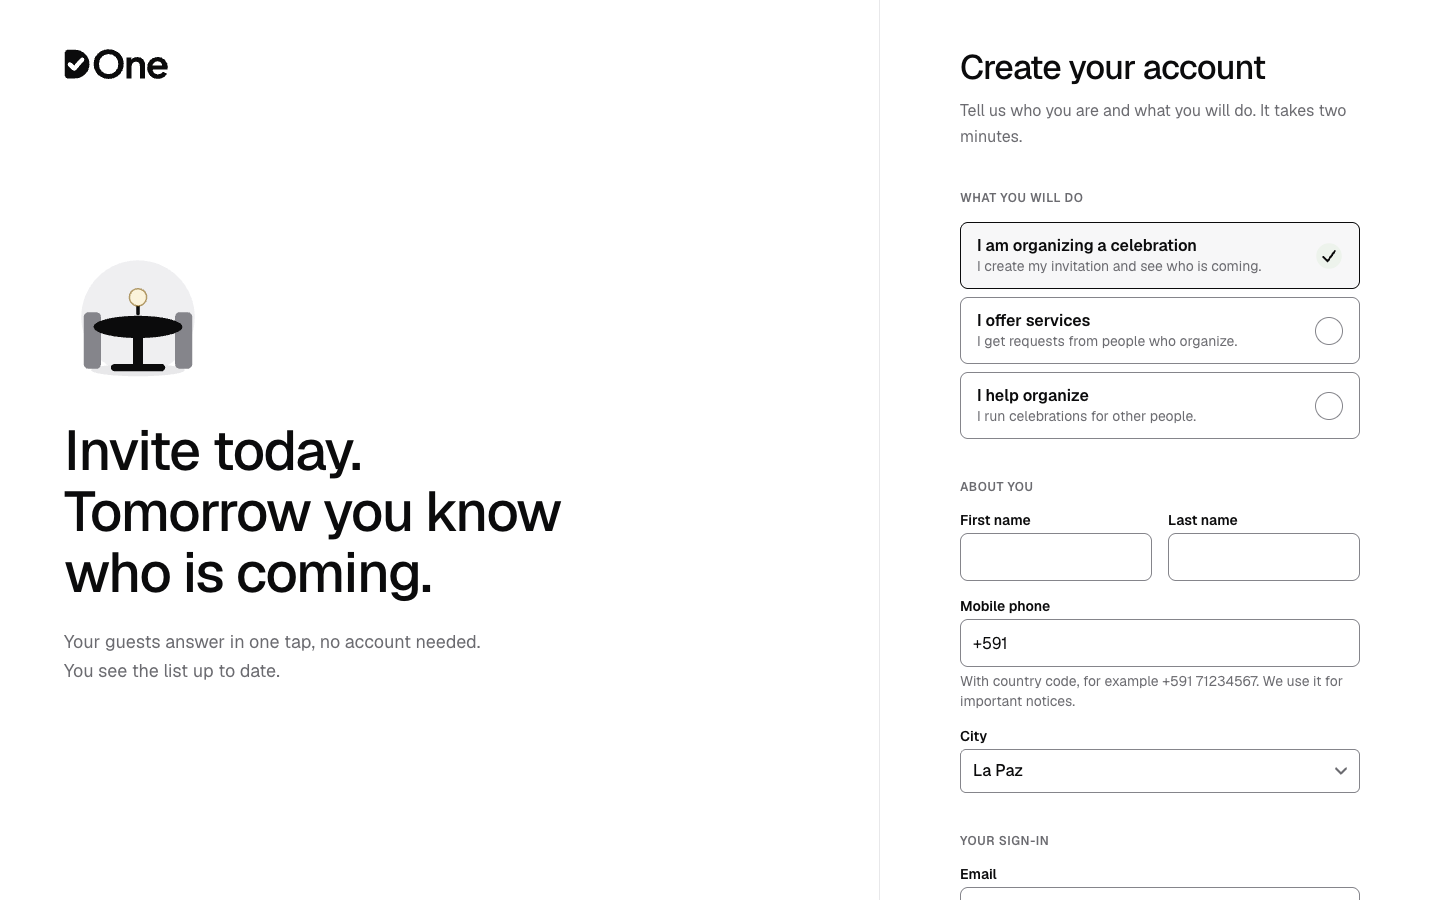 One
Invite today.
Tomorrow you know
who is coming.
Your guests answer in one tap, no account needed.
You see the list up to date.
Create your account
Tell us who you are and what you will do. It takes two
minutes.
WHAT YOU WILL DO
I am organizing a celebration
I create my invitation and see who is coming.
I offer services
I get requests from people who organize.
I help organize
I run celebrations for other people.
ABOUT YOU
First name
Last name
Mobile phone
+591
With country code, for example +591 71234567. We use it for
important notices.
City
La Paz
YOUR SIGN-IN
Email